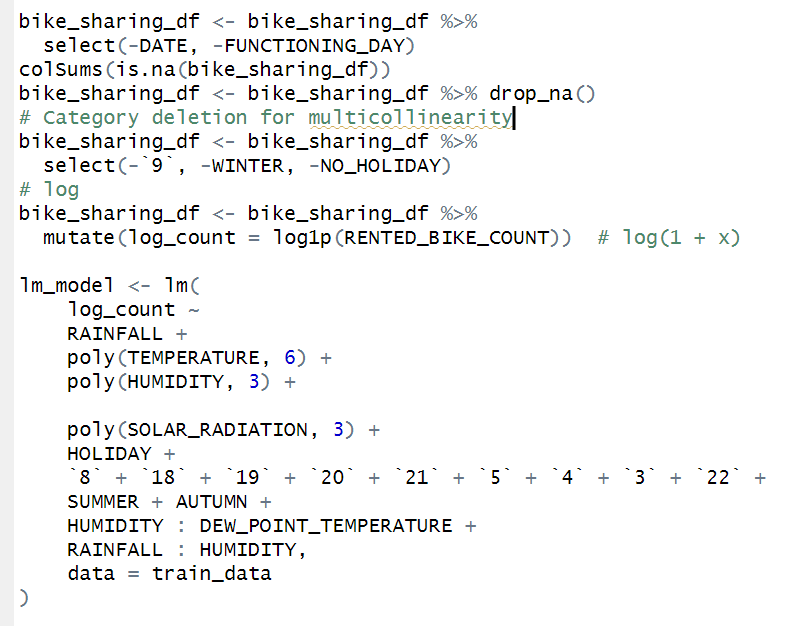 bike_sharing_df <- bike_sharing_df %>%
  select(-DATE, -FUNCTIONING_DAY)
colSums(is.na(bike_sharing_df))
bike_sharing_df <- bike_sharing_df %>% drop_na()
# Category deletion for multicollinearity
bike_sharing_df <- bike_sharing_df %>%
  select(-`9`, -WINTER, -NO_HOLIDAY)
# log
bike_sharing_df <- bike_sharing_df %>%
  mutate(log_count = log1p(RENTED_BIKE_COUNT))  # log(1 + x)
lm_model <- lm(
    log_count ~
    RAINFALL +
    poly(TEMPERATURE, 6) +
    poly(HUMIDITY, 3) +
    poly(SOLAR_RADIATION, 3) +
    HOLIDAY +
    `8` + `18` + `19` + `20` + `21` + `5` + `4` + `3` + `22` +
    SUMMER + AUTUMN +
    HUMIDITY : DEW_POINT_TEMPERATURE +
    RAINFALL : HUMIDITY,
    data = train_data
)